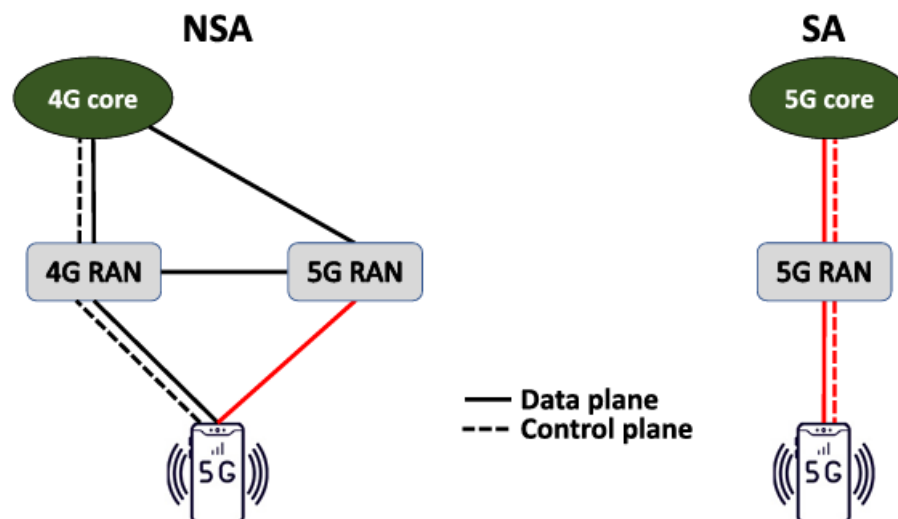 NSA
SA
4G core
5G core
4G RAN
5G RAN
5G RAN
Data plane
Control plane
5G
5G